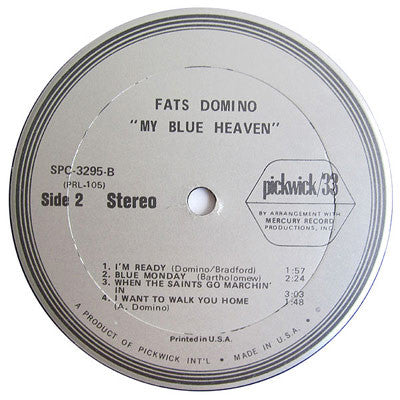 FATS DOMINO
"MY BLUE HEAVEN"
SPC-3295-B
(PRL-105)
Side 2 Stereo
pickwick/33
BY ARRANGEMENT WITH
MERCURY RECORD
PRODUCTIONS, INC.
1. I'M READY (Domino/Bradford) 1:57
2. BLUE MONDAY (Bartholomew) 2:24
3. WHEN THE SAINTS GO MARCHIN'
IN 3:03
4. I WANT TO WALK YOU HOME 1:48
(A. Domino)
Printed in U.S.A.
A PRODUCT OF PICKWICK INT'L • MADE IN U.S.A. • ©